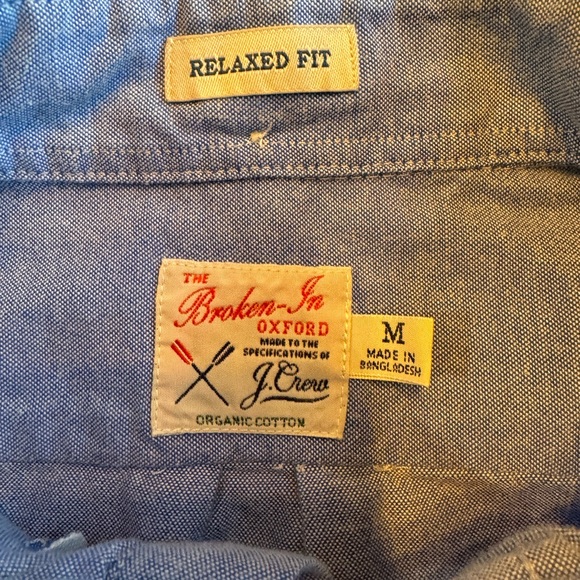 RELAXED FIT
THE
Broken-In
OXFORD
MADE TO THE
SPECIFICATIONS OF
J.Crew
ORGANIC COTTON
M
MADE IN
BANGLADESH